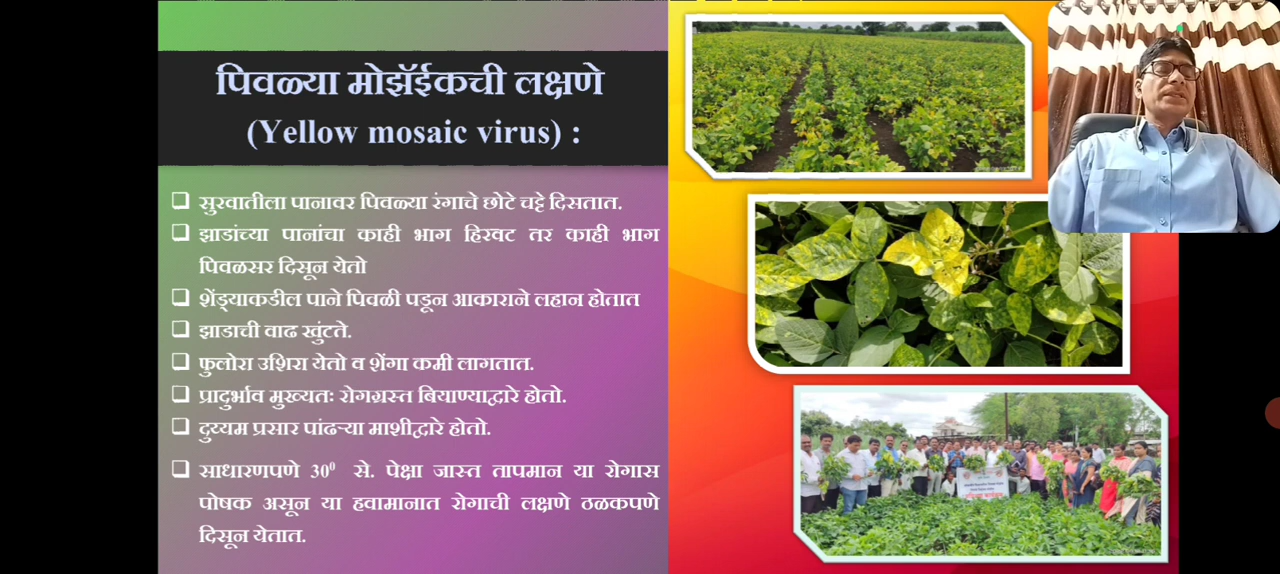 पिवळ्या मोझॅईकची लक्षणे
(Yellow mosaic virus) :
❑ सुरवातीला पानावर पिवळ्या रंगाचे छोटे चट्टे दिसतात.
❑ झाडांच्या पानांचा काही भाग हिरवट तर काही भाग
पिवळसर दिसून येतो
❑ शेंड्याकडील पाने पिवळी पडून आकाराने लहान होतात
❑ झाडाची वाढ खुंटते.
❑ फुलोरा उशिरा येतो व शेंगा कमी लागतात.
❑ प्रादुर्भाव मुख्यतः रोगग्रस्त बियाण्याद्वारे होतो.
❑ दुय्यम प्रसार पांढऱ्या माशीद्वारे होतो.
❑ साधारणपणे 30⁰ से. पेक्षा जास्त तापमान या रोगास
पोषक असून या हवामानात रोगाची लक्षणे ठळकपणे
दिसून येतात.